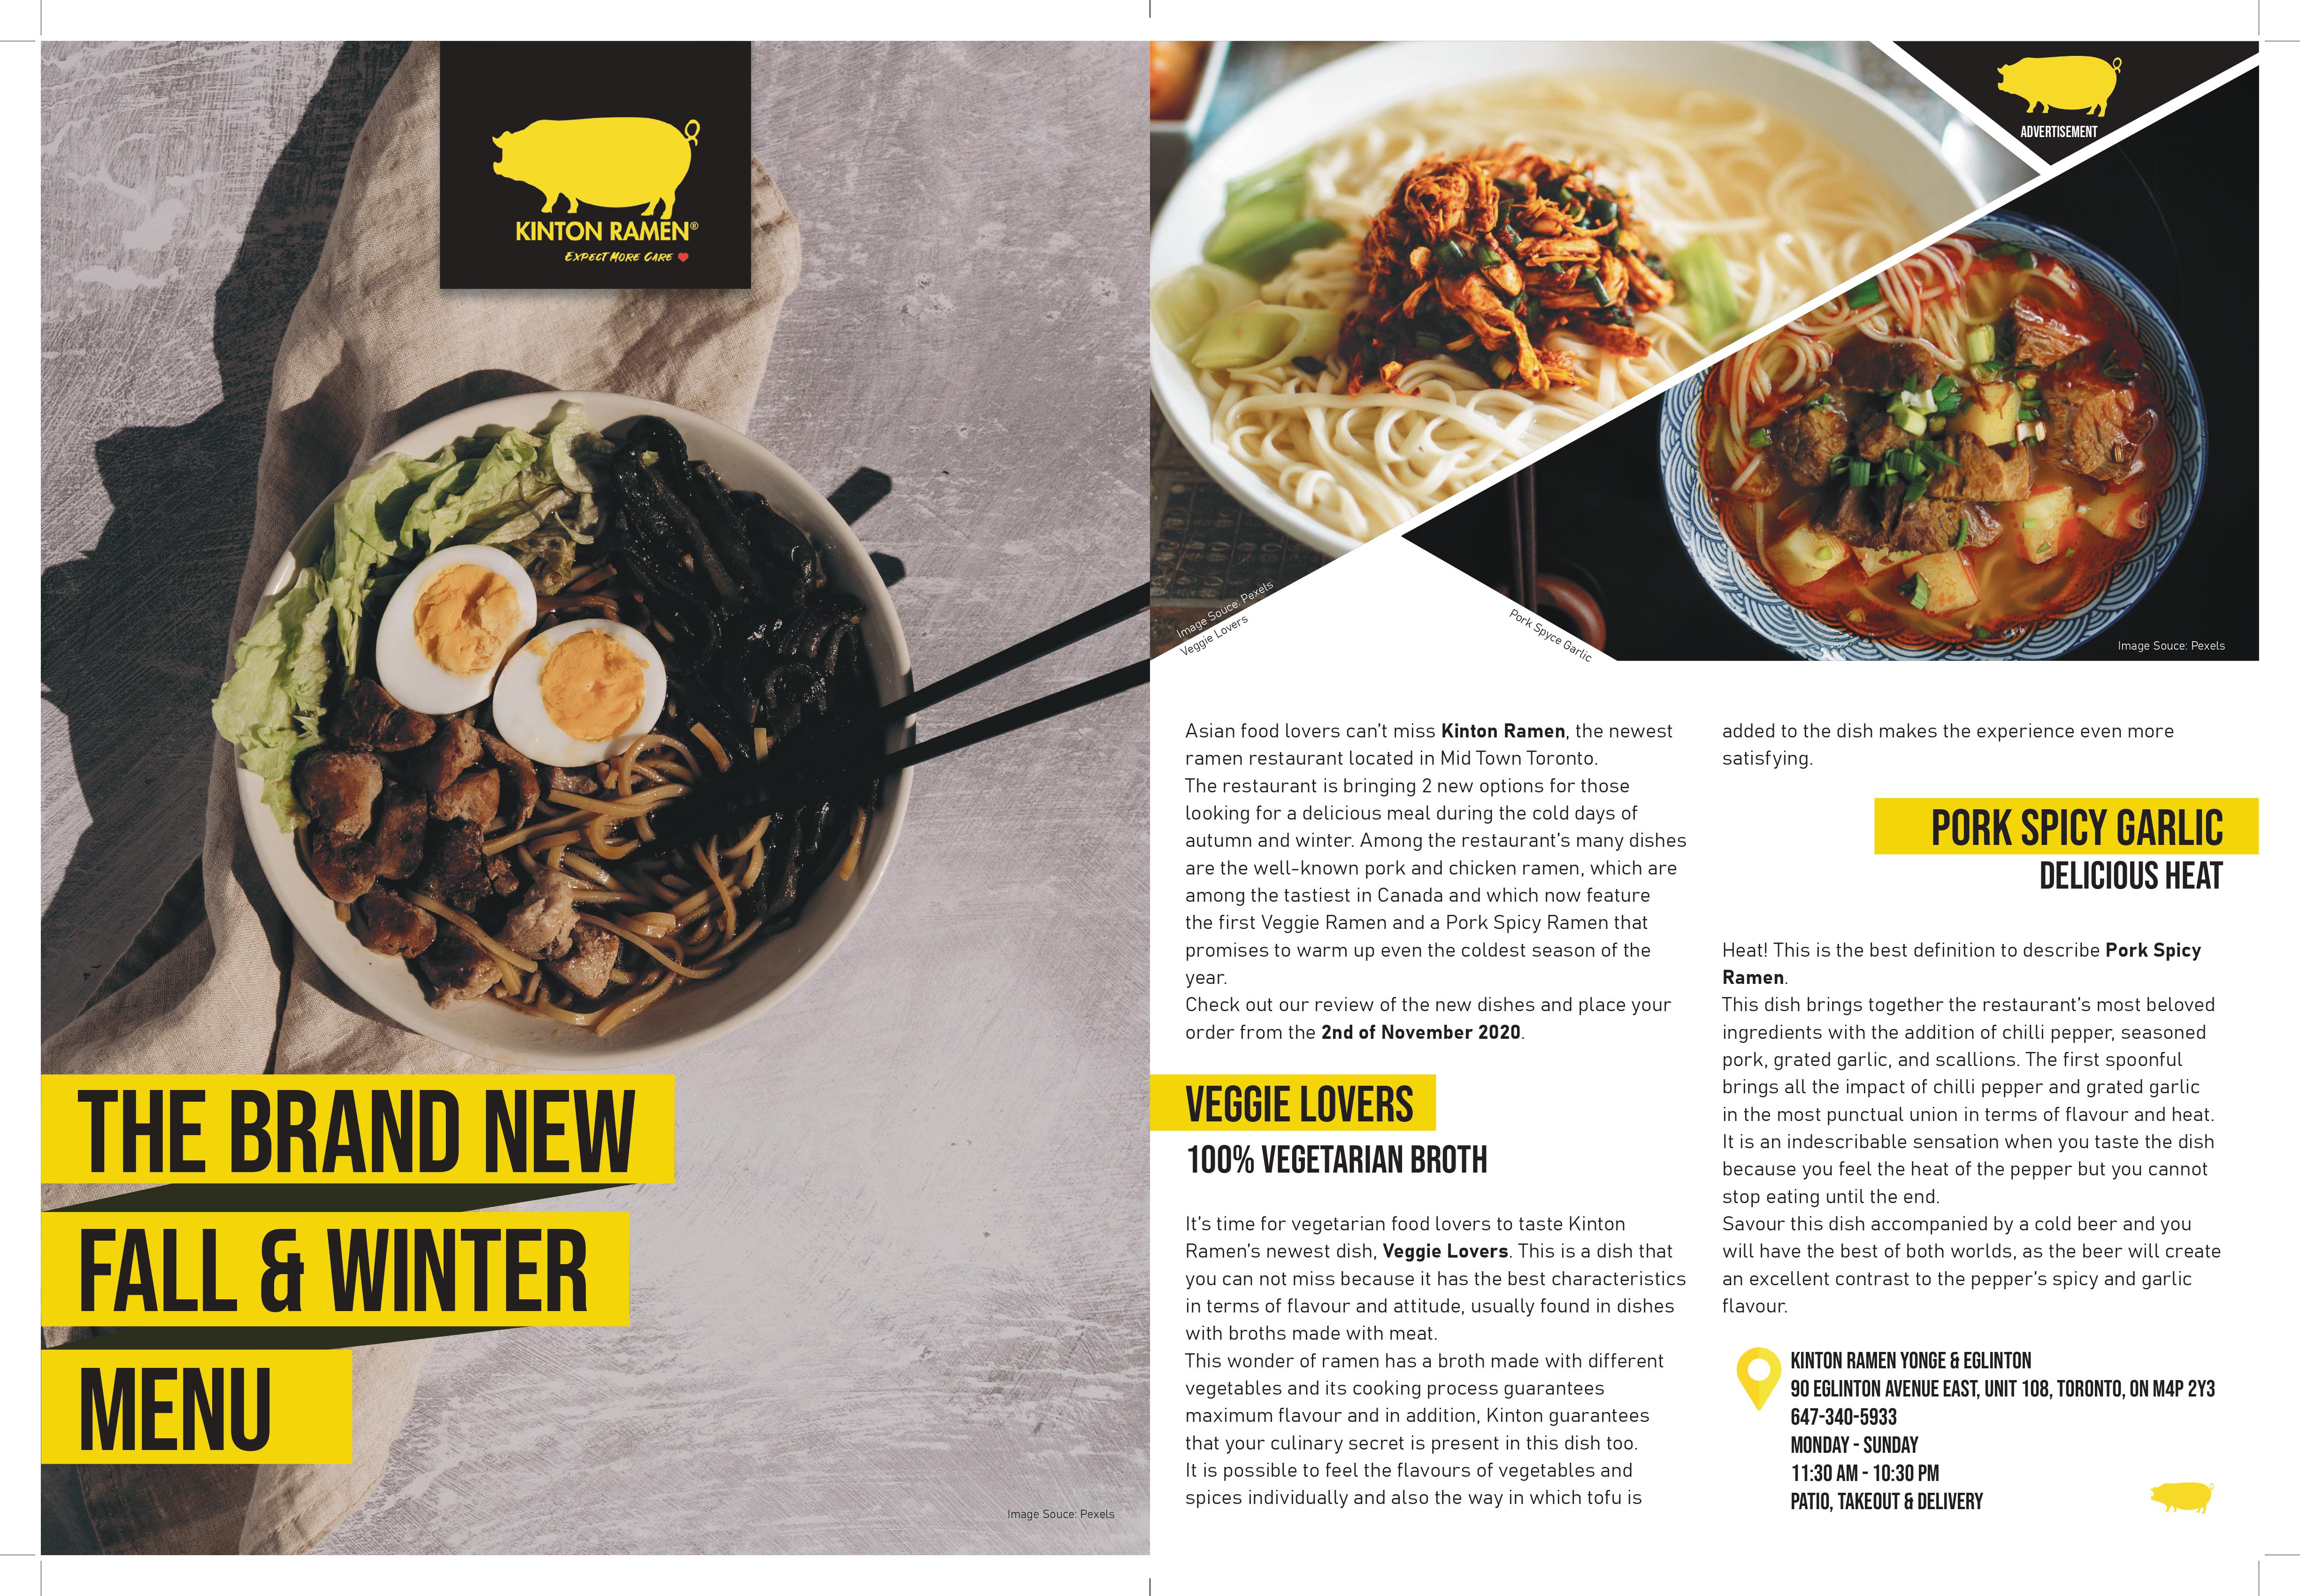 KINTON RAMEN®
EXPECT MORE CARE
THE BRAND NEW
FALL & WINTER
MENU
Image Souce: Pexels
ADVERTISEMENT
Image Souce: Pexels
Veggie Lovers
Pork Spyce Garlic
Image Souce: Pexels
Asian food lovers can't miss Kinton Ramen, the newest
ramen restaurant located in Mid Town Toronto.
The restaurant is bringing 2 new options for those
looking for a delicious meal during the cold days of
autumn and winter. Among the restaurant's many dishes
are the well-known pork and chicken ramen, which are
among the tastiest in Canada and which now feature
the first Veggie Ramen and a Pork Spicy Ramen that
promises to warm up even the coldest season of the
year.
Check out our review of the new dishes and place your
order from the 2nd of November 2020.
VEGGIE LOVERS
100% VEGETARIAN BROTH
It's time for vegetarian food lovers to taste Kinton
Ramen's newest dish, Veggie Lovers. This is a dish that
you can not miss because it has the best characteristics
in terms of flavour and attitude, usually found in dishes
with broths made with meat.
This wonder of ramen has a broth made with different
vegetables and its cooking process guarantees
maximum flavour and in addition, Kinton guarantees
that your culinary secret is present in this dish too.
It is possible to feel the flavours of vegetables and
spices individually and also the way in which tofu is
added to the dish makes the experience even more
satisfying.
PORK SPICY GARLIC
DELICIOUS HEAT
Heat! This is the best definition to describe Pork Spicy
Ramen.
This dish brings together the restaurant's most beloved
ingredients with the addition of chilli pepper, seasoned
pork, grated garlic, and scallions. The first spoonful
brings all the impact of chilli pepper and grated garlic
in the most punctual union in terms of flavour and heat.
It is an indescribable sensation when you taste the dish
because you feel the heat of the pepper but you cannot
stop eating until the end.
Savour this dish accompanied by a cold beer and you
will have the best of both worlds, as the beer will create
an excellent contrast to the pepper's spicy and garlic
flavour.
KINTON RAMEN YONGE & EGLINTON
90 EGLINTON AVENUE EAST, UNIT 108, TORONTO, ON M4P 2Y3
647-340-5933
MONDAY - SUNDAY
11:30 AM - 10:30 PM
PATIO, TAKEOUT & DELIVERY